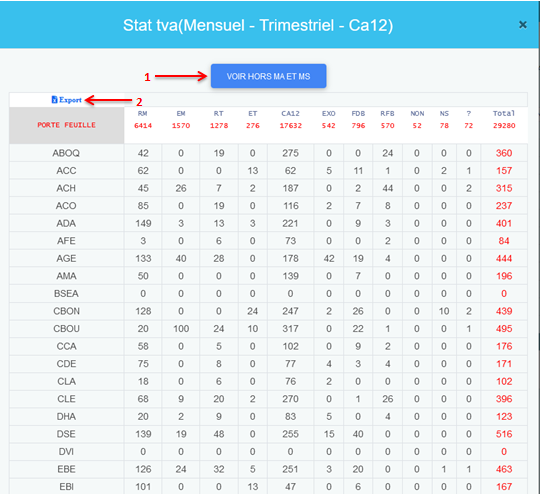 Stat tva(Mensuel - Trimestriel - Ca12) ×
1 VOIR HORS MA ET MS
Export 2
PORTE FEUILLE RM EM RT ET CA12 EXO FDB RFB NON NS ? Total
6414 1570 1278 276 17632 542 796 570 52 78 72 29280
ABOQ 42 0 19 0 275 0 0 24 0 0 0 360
ACC 62 0 0 13 62 5 11 1 0 2 1 157
ACH 45 26 7 2 187 0 2 44 0 0 2 315
ACO 85 0 19 0 116 2 7 8 0 0 0 237
ADA 149 3 13 3 221 0 9 3 0 0 0 401
AFE 3 0 6 0 73 0 0 2 0 0 0 84
AGE 133 40 28 0 178 42 19 4 0 0 0 444
AMA 50 0 0 0 139 0 7 0 0 0 0 196
BSEA 0 0 0 0 0 0 0 0 0 0 0 0
CBON 128 0 0 24 247 2 26 0 0 10 2 439
CBOU 20 100 24 10 317 0 22 1 0 0 1 495
CCA 58 0 5 0 102 0 9 2 0 0 0 176
CDE 75 0 8 0 77 4 3 4 0 0 0 171
CLA 18 0 6 0 76 2 0 0 0 0 0 102
CLE 68 9 20 2 270 0 1 26 0 0 0 396
DHA 20 2 9 0 83 5 0 4 0 0 0 123
DSE 139 19 48 0 255 15 40 0 0 0 0 516
DVI 0 0 0 0 0 0 0 0 0 0 0 0
EBE 126 24 32 5 251 3 20 0 0 1 1 463
EBI 101 0 0 13 47 0 6 0 0 0 0 167